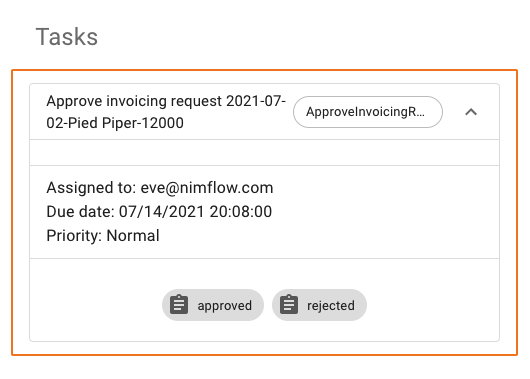 Tasks
Approve invoicing request 2021-07-
02-Pied Piper-12000
ApproveInvoicingR...
Assigned to: eve@nimflow.com
Due date: 07/14/2021 20:08:00
Priority: Normal
approved
rejected